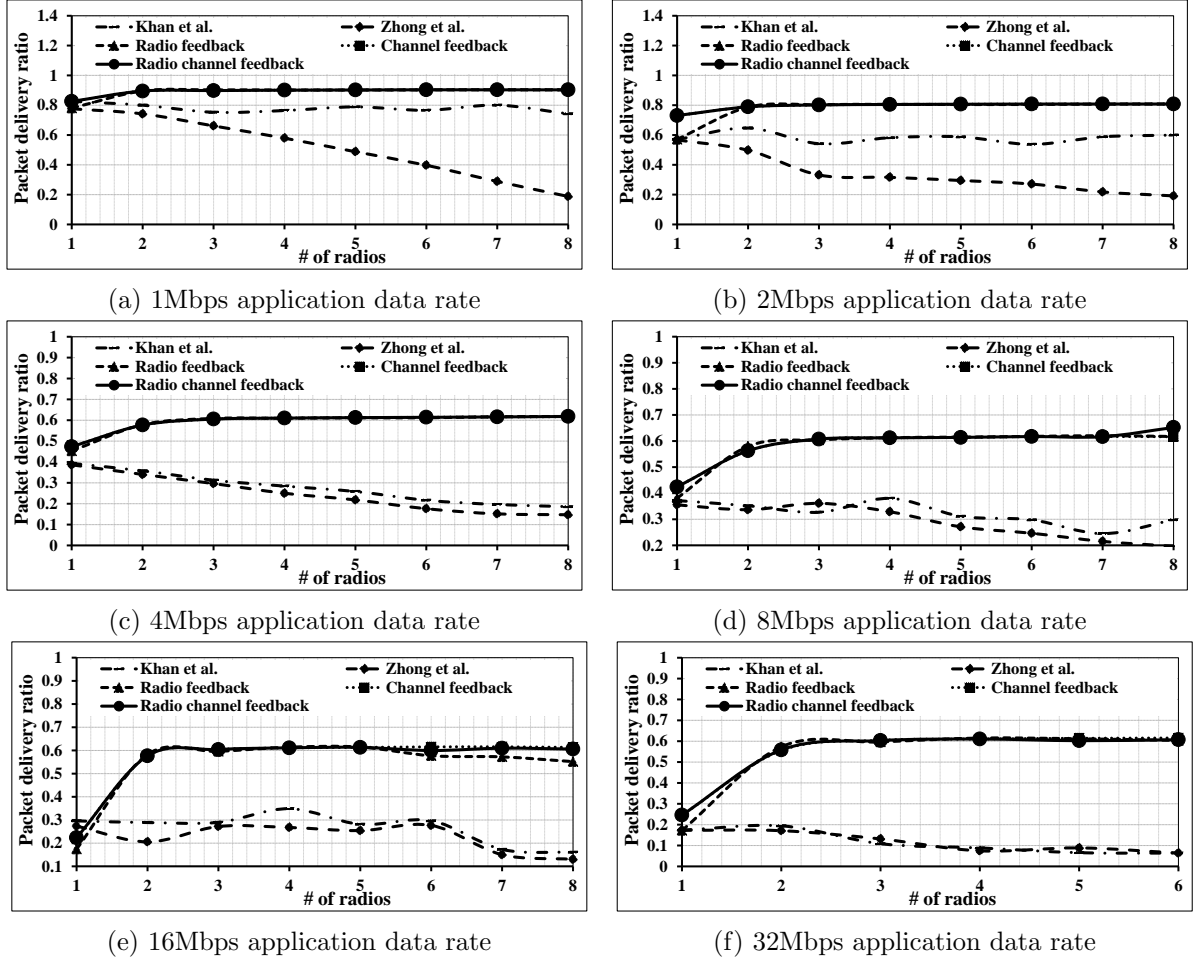 1.4
1.2
1
0.8
0.6
0.4
0.2
0
Packet delivery ratio
Khan et al. Zhong et al.
Radio feedback Channel feedback
Radio channel feedback
1 2 3 4 5 6 7 8
# of radios
(a) 1Mbps application data rate
1.4
1.2
1
0.8
0.6
0.4
0.2
0
Packet delivery ratio
Khan et al. Zhong et al.
Radio feedback Channel feedback
Radio channel feedback
1 2 3 4 5 6 7 8
# of radios
(b) 2Mbps application data rate
1
0.9
0.8
0.7
0.6
0.5
0.4
0.3
0.2
0.1
0
Packet delivery ratio
Khan et al. Zhong et al.
Radio feedback Channel feedback
Radio channel feedback
1 2 3 4 5 6 7 8
# of radios
(c) 4Mbps application data rate
1
0.9
0.8
0.7
0.6
0.5
0.4
0.3
0.2
Packet delivery ratio
Khan et al. Zhong et al.
Radio feedback Channel feedback
Radio channel feedback
1 2 3 4 5 6 7 8
# of radios
(d) 8Mbps application data rate
1
0.9
0.8
0.7
0.6
0.5
0.4
0.3
0.2
0.1
Packet delivery ratio
Khan et al. Zhong et al.
Radio feedback Channel feedback
Radio channel feedback
1 2 3 4 5 6 7 8
# of radios
(e) 16Mbps application data rate
1
0.9
0.8
0.7
0.6
0.5
0.4
0.3
0.2
0.1
0
Packet delivery ratio
Khan et al. Zhong et al.
Radio feedback Channel feedback
Radio channel feedback
1 2 3 4 5 6
# of radios
(f) 32Mbps application data rate